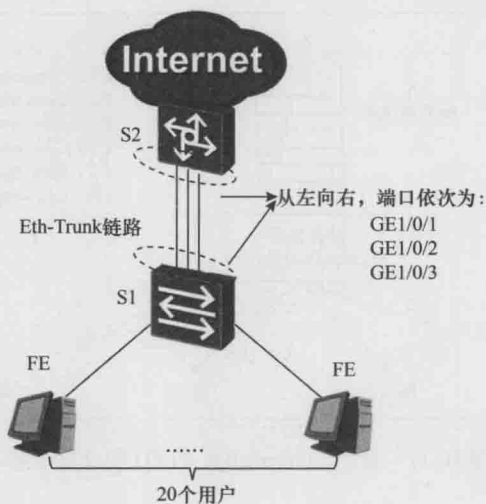 Internet
S2
从左向右，端口依次为：
GE1/0/1
GE1/0/2
GE1/0/3
Eth-Trunk链路
S1
FE
FE
......
20个用户